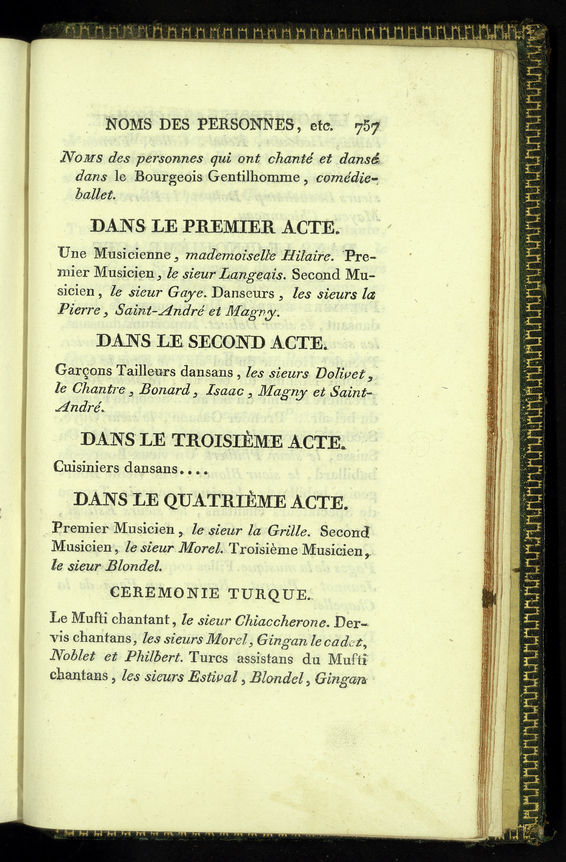 NOMS DES PERSONNES, etc. 757
NOMS des personnes qui ont chanté et dansé
dans le Bourgeois Gentilhomme, comédie-
ballet.
DANS LE PREMIER ACTE.
Une Musicienne, mademoiselle Hilaire. Pre-
mier Musicien, le sieur Langeais. Second Mu-
sicien, le sieur Gaye. Danseurs, les sieurs la
Pierre, Saint-André et Magny.
DANS LE SECOND ACTE.
Garçons Tailleurs dansans, les sieurs Dolivet,
le Chantre, Bonard, Isaac, Magny et Saint-
André.
DANS LE TROISIÈME ACTE.
Cuisiniers dansans....
DANS LE QUATRIÈME ACTE.
Premier Musicien, le sieur la Grille. Second
Musicien, le sieur Morel. Troisième Musicien,
le sieur Blondel.
CEREMONIE TURQUE.
Le Mufti chantant, le sieur Chiaccherone. Der-
vis chantans, les sieurs Morel, Gingan le cadet,
Noblet et Philbert. Turcs assistans du Mufti
chantans, les sieurs Estival, Blondel, Gingan